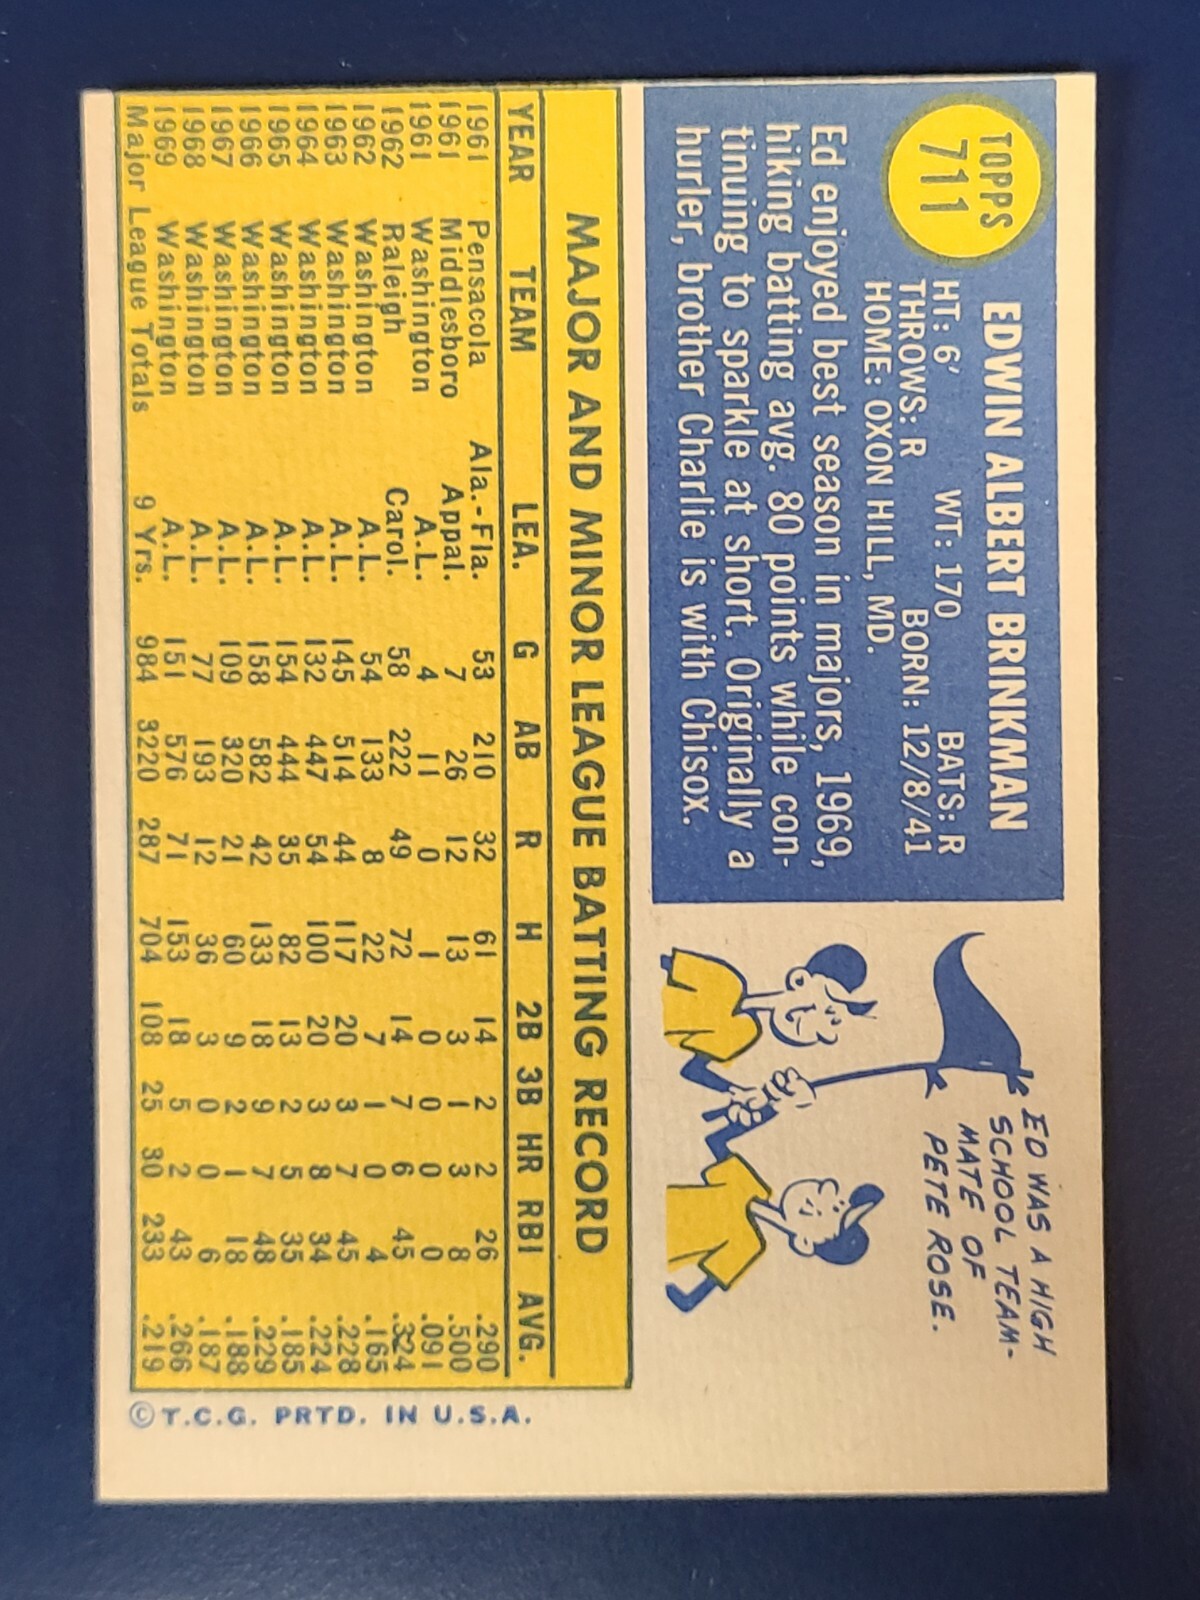 TOPPS
711
EDWIN ALBERT BRINKMAN
HT: 6' WT: 170 BATS: R
THROWS: R BORN: 12/8/41
HOME: OXON HILL, MD.
Ed enjoyed best season in majors, 1969,
hiking batting avg. 80 points while con-
tinuing to sparkle at short. Originally a
hurler, brother Charlie is with Chisox.
ED WAS A HIGH
SCHOOL TEAM-
MATE OF
PETE ROSE.
MAJOR AND MINOR LEAGUE BATTING RECORD
YEAR TEAM LEA. G AB R H 2B 3B HR RBI AVG.
1961 Pensacola Ala.-Fla. 53 210 32 61 14 2 2 26 .290
1961 Middlesboro Appal. 7 26 12 13 3 1 3 8 .500
1961 Washington A.L. 4 11 0 1 0 0 0 0 .091
1962 Raleigh Carol. 58 222 49 72 14 7 6 45 .324
1962 Washington A.L. 54 133 8 22 7 1 0 4 .165
1963 Washington A.L. 145 514 44 117 20 3 7 45 .228
1964 Washington A.L. 132 447 54 100 20 3 8 34 .224
1965 Washington A.L. 154 444 35 82 13 2 5 35 .185
1966 Washington A.L. 158 582 42 133 18 9 7 48 .229
1967 Washington A.L. 109 320 21 60 9 2 1 18 .188
1968 Washington A.L. 77 193 12 36 3 0 0 6 .187
1969 Washington A.L. 151 576 71 153 18 5 2 43 .266
Major League Totals 9 Yrs. 984 3220 287 704 108 25 30 233 .219
©T.C.G. PRTD. IN U.S.A.